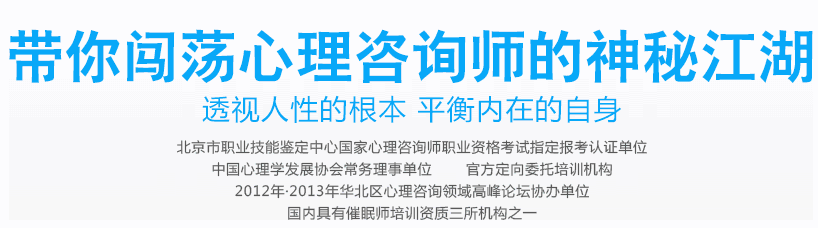 带你闯荡心理咨询师的神秘江湖
透视人性的根本 平衡内在的自身
北京市职业技能鉴定中心国家心理咨询师职业资格考试指定报考认证单位
中国心理学发展协会常务理事单位 官方定向委托培训机构
2012年·2013年华北区心理咨询领域高峰论坛协办单位
国内具有催眠师培训资质三所机构之一